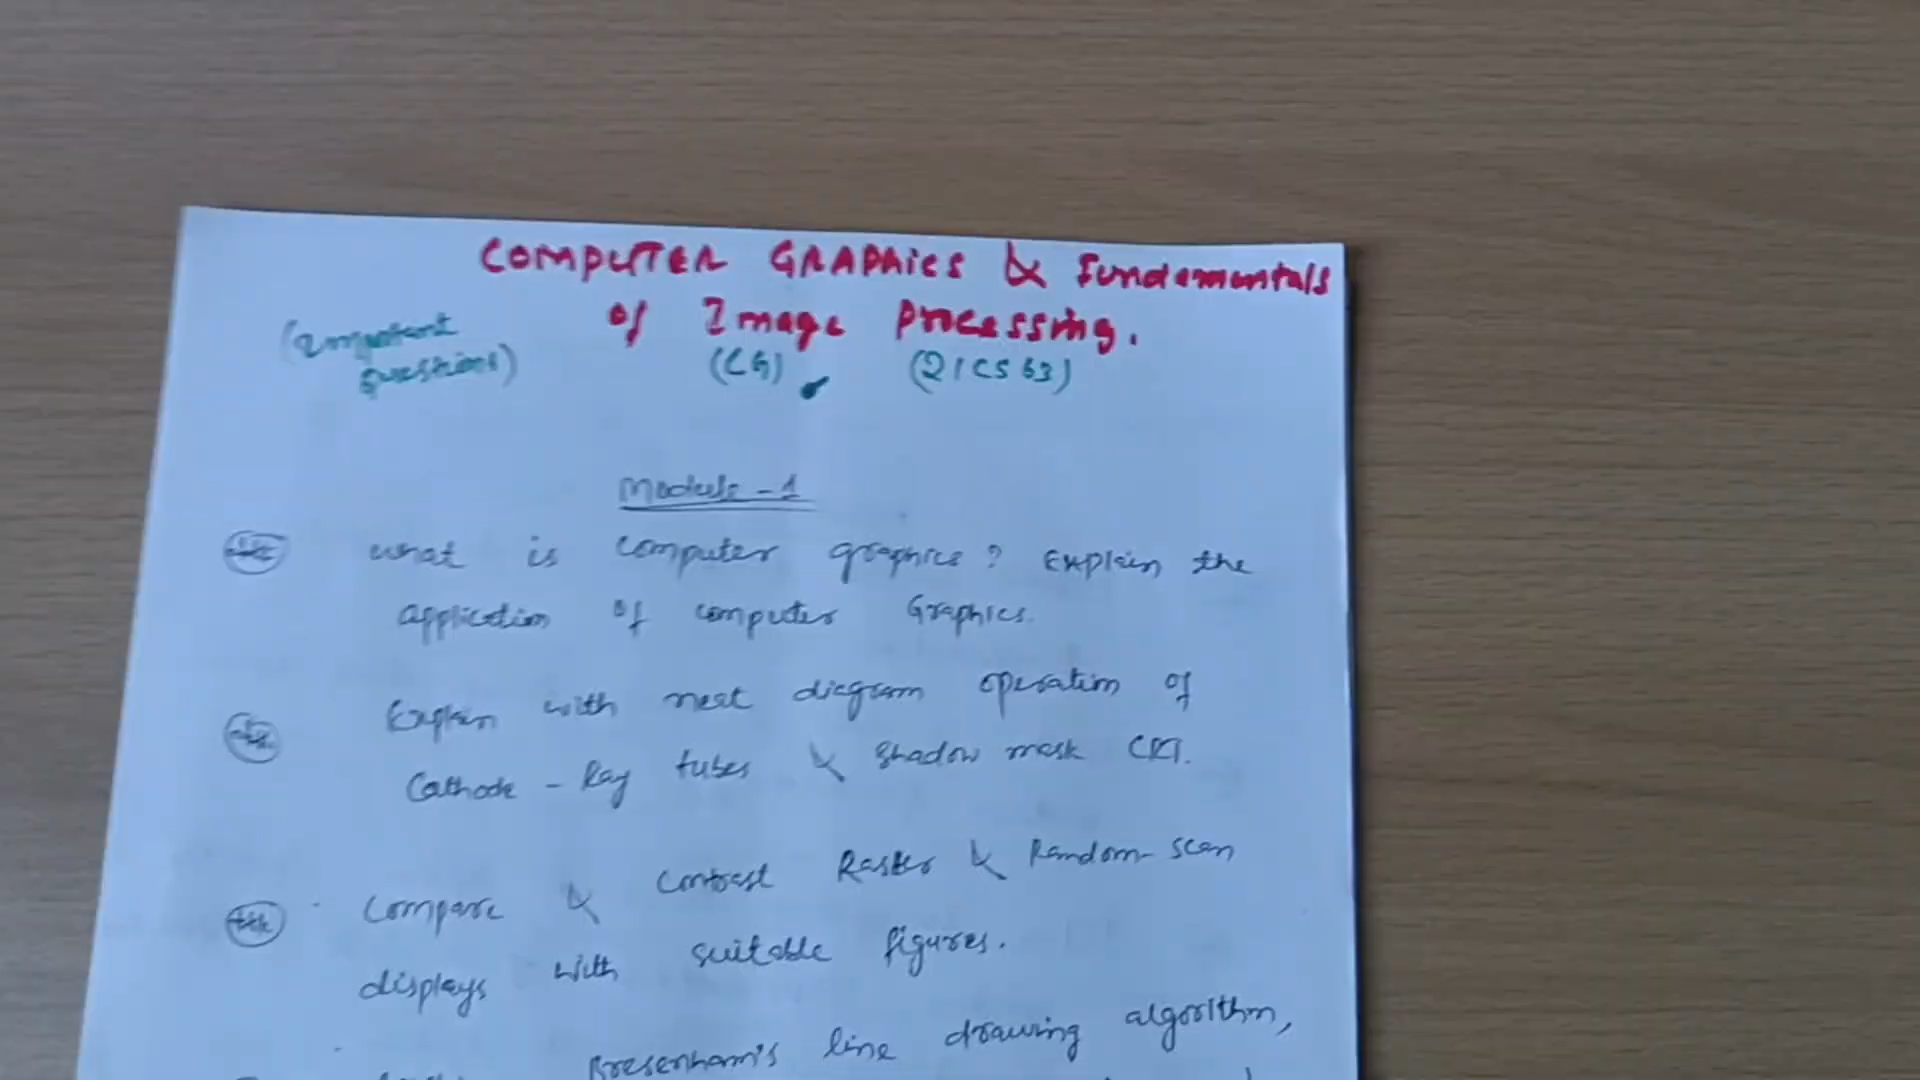 COMPUTER GRAPHICS & Fundamentals
of Image Processing.
(Important
questions)
(CG) (21CS63)
Module - 1
What is computer graphics? Explain the
application of computer Graphics.
Explain with neat diagram operation of
Cathode - Ray tubes & Shadow mask CRT.
Compare & Contrast Raster & Random-scan
displays with suitable figures.
Bresenham's line drawing algorithm,